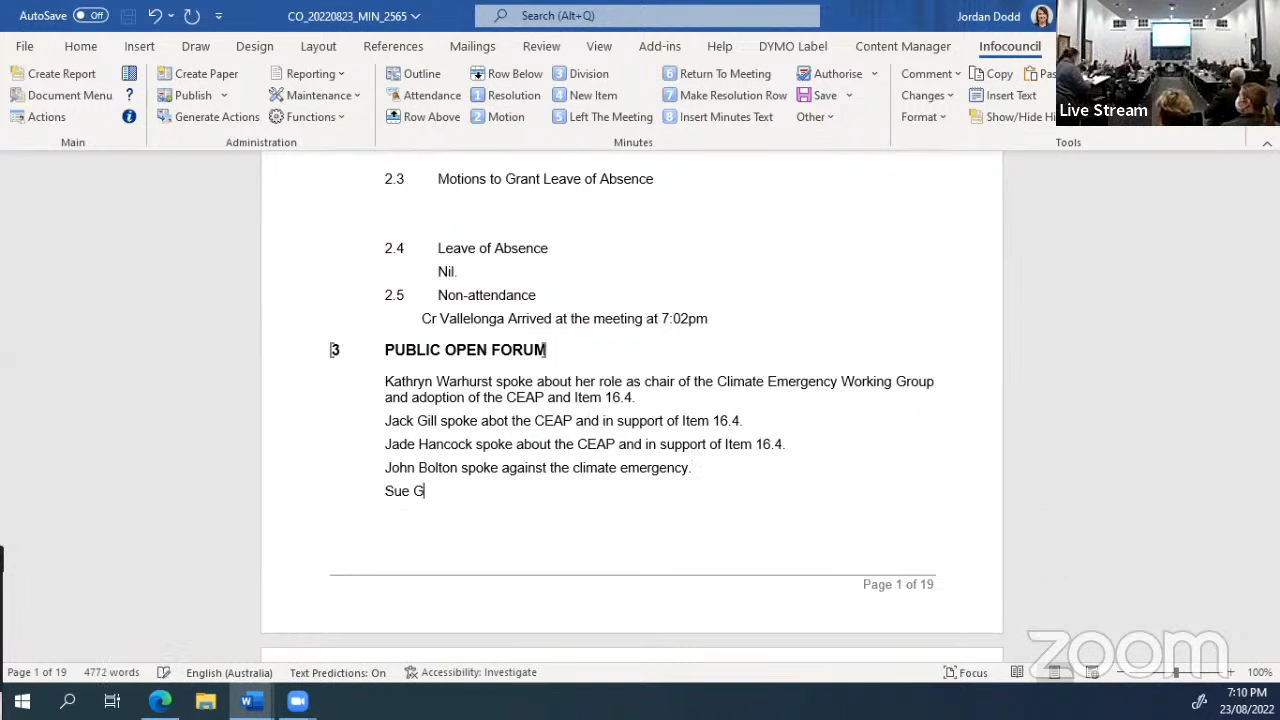 AutoSave Off CO_20220823_MIN_2565 Search (Alt+Q) Jordan Dodd
File Home Insert Draw Design Layout References Mailings Review View Add-ins Help DYMO Label Content Manager Infocouncil
Create Report Create Paper Reporting Outline Row Below 3 Division 6 Return To Meeting Authorise Comment Copy Pas
Document Menu ? Publish Maintenance Attendance 1 Resolution 4 New Item 7 Make Resolution Row Save Changes Insert Text
Actions Generate Actions Functions Row Above 2 Motion 5 Left The Meeting 8 Insert Minutes Text Other Format Show/Hide Hi
Main Administration Minutes Tools
Live Stream
2.3 Motions to Grant Leave of Absence
2.4 Leave of Absence
Nil.
2.5 Non-attendance
Cr Vallelonga Arrived at the meeting at 7:02pm
3 PUBLIC OPEN FORUM
Kathryn Warhurst spoke about her role as chair of the Climate Emergency Working Group
and adoption of the CEAP and Item 16.4.
Jack Gill spoke abot the CEAP and in support of Item 16.4.
Jade Hancock spoke about the CEAP and in support of Item 16.4.
John Bolton spoke against the climate emergency.
Sue G
Page 1 of 19
zoom
Page 1 of 19 4772 words English (Australia) Text Predictions: On Accessibility: Investigate Focus 100%
7:10 PM
23/08/2022